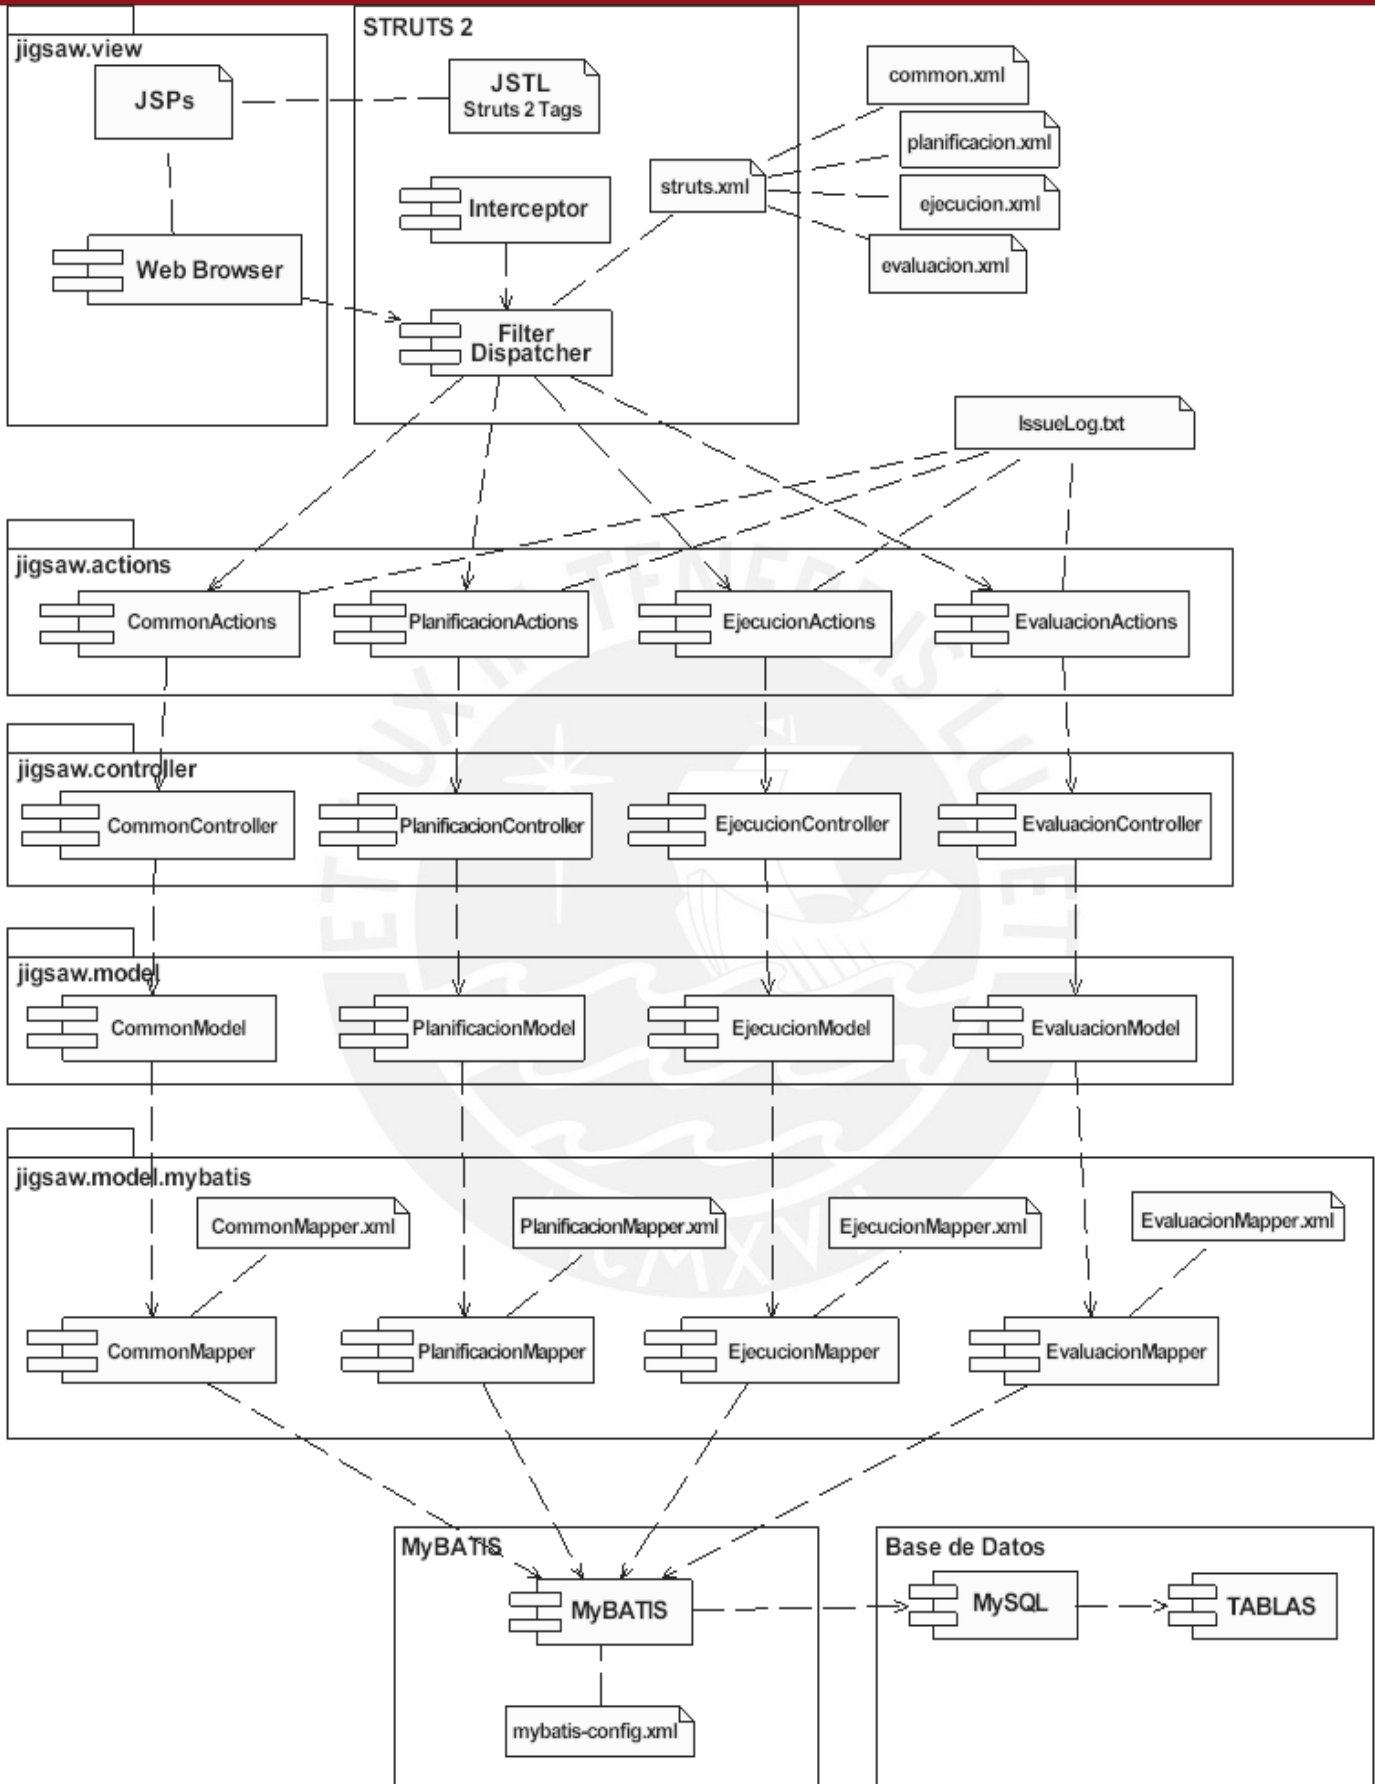 STRUTS 2
jigsaw.view
JSPs
JSTL
Struts 2 Tags
common.xml
planificacion.xml
struts.xml
ejecucion.xml
evaluacion.xml
Interceptor
Web Browser
Filter
Dispatcher
IssueLog.txt
jigsaw.actions
CommonActions
PlanificacionActions
EjecucionActions
EvaluacionActions
jigsaw.controller
CommonController
PlanificacionController
EjecucionController
EvaluacionController
jigsaw.model
CommonModel
PlanificacionModel
EjecucionModel
EvaluacionModel
jigsaw.model.mybatis
CommonMapper.xml
PlanificacionMapper.xml
EjecucionMapper.xml
EvaluacionMapper.xml
CommonMapper
PlanificacionMapper
EjecucionMapper
EvaluacionMapper
MyBATIS
Base de Datos
MyBATIS
MySQL
TABLAS
mybatis-config.xml